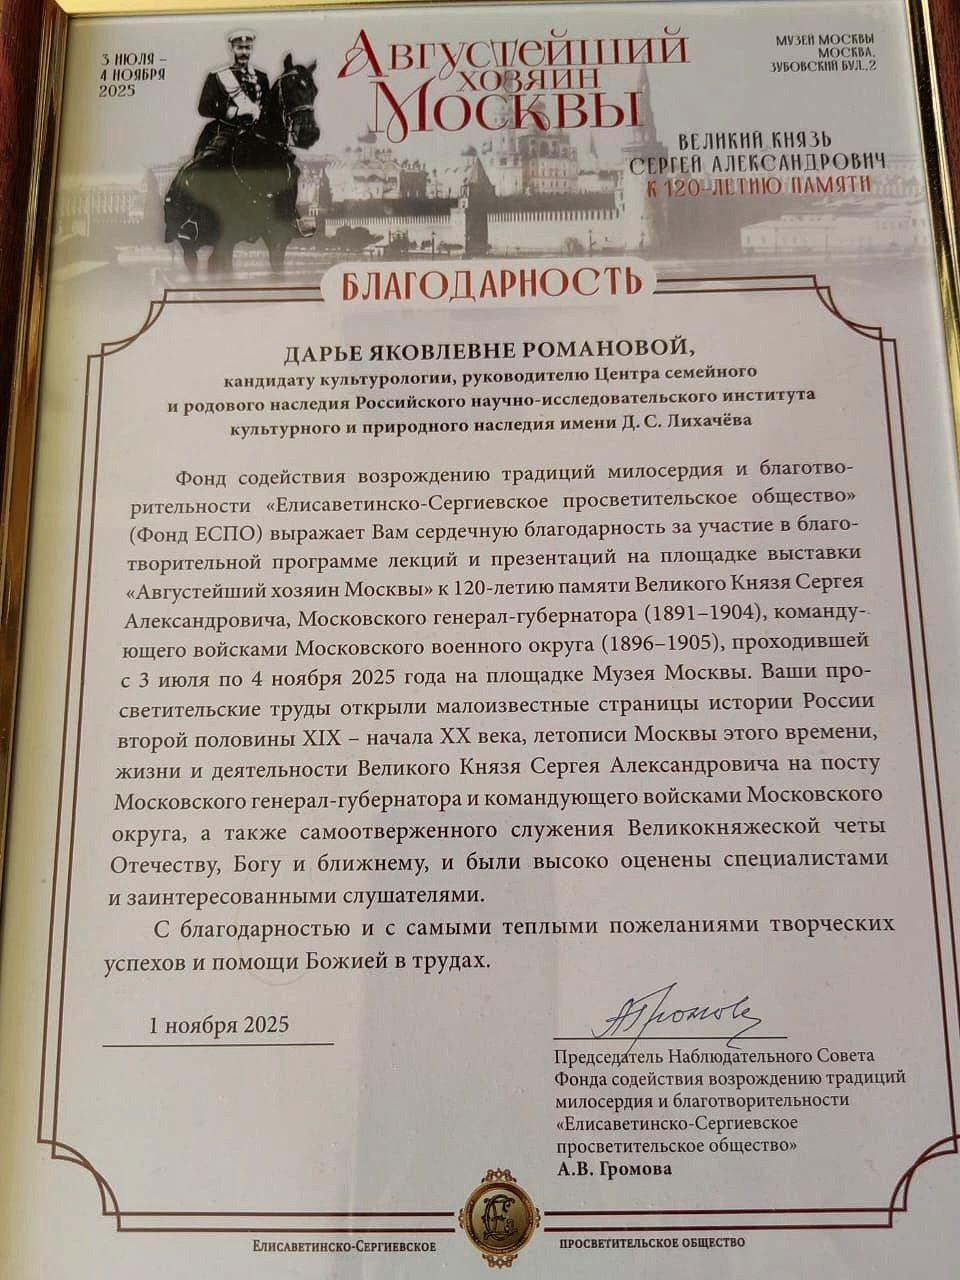 3 ИЮЛЯ –
4 НОЯБРЯ
2025
АВГУСТЕЙШИЙ
ХОЗЯИН
МОСКВЫ
МУЗЕЙ МОСКВЫ
МОСКВА,
ЗУБОВСКИЙ БУЛ.,2
ВЕЛИКИЙ КНЯЗЬ
СЕРГЕЙ АЛЕКСАНДРОВИЧ
К 120-ЛЕТИЮ ПАМЯТИ
БЛАГОДАРНОСТЬ
ДАРЬЕ ЯКОВЛЕВНЕ РОМАНОВОЙ,
кандидату культурологии, руководителю Центра семейного
и родового наследия Российского научно-исследовательского института
культурного и природного наследия имени Д. С. Лихачёва
Фонд содействия возрождению традиций милосердия и благотво-
рительности «Елисаветинско-Сергиевское просветительское общество»
(Фонд ЕСПО) выражает Вам сердечную благодарность за участие в благо-
творительной программе лекций и презентаций на площадке выставки
«Августейший хозяин Москвы» к 120-летию памяти Великого Князя Сергея
Александровича, Московского генерал-губернатора (1891–1904), команду-
ющего войсками Московского военного округа (1896–1905), проходившей
с 3 июля по 4 ноября 2025 года на площадке Музея Москвы. Ваши про-
светительские труды открыли малоизвестные страницы истории России
второй половины XIX – начала XX века, летописи Москвы этого времени,
жизни и деятельности Великого Князя Сергея Александровича на посту
Московского генерал-губернатора и командующего войсками Московского
округа, а также самоотверженного служения Великокняжеской четы
Отечеству, Богу и ближнему, и были высоко оценены специалистами
и заинтересованными слушателями.
С благодарностью и с самыми теплыми пожеланиями творческих
успехов и помощи Божией в трудах.
1 ноября 2025
АГромова
Председатель Наблюдательного Совета
Фонда содействия возрождению традиций
милосердия и благотворительности
«Елисаветинско-Сергиевское
просветительское общество»
А.В. Громова
ЕЛИСАВЕТИНСКО-СЕРГИЕВСКОЕ ПРОСВЕТИТЕЛЬСКОЕ ОБЩЕСТВО